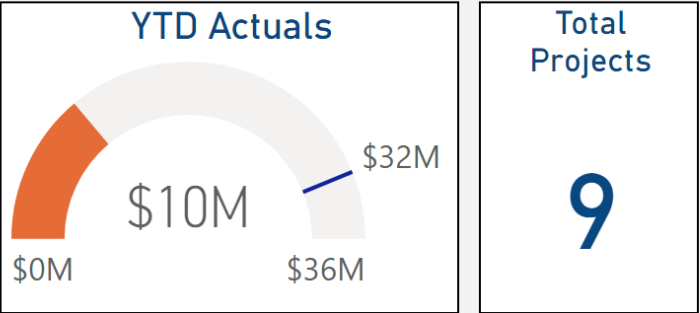 YTD Actuals
$32M
$10M
$0M
$36M
Total
Projects
9